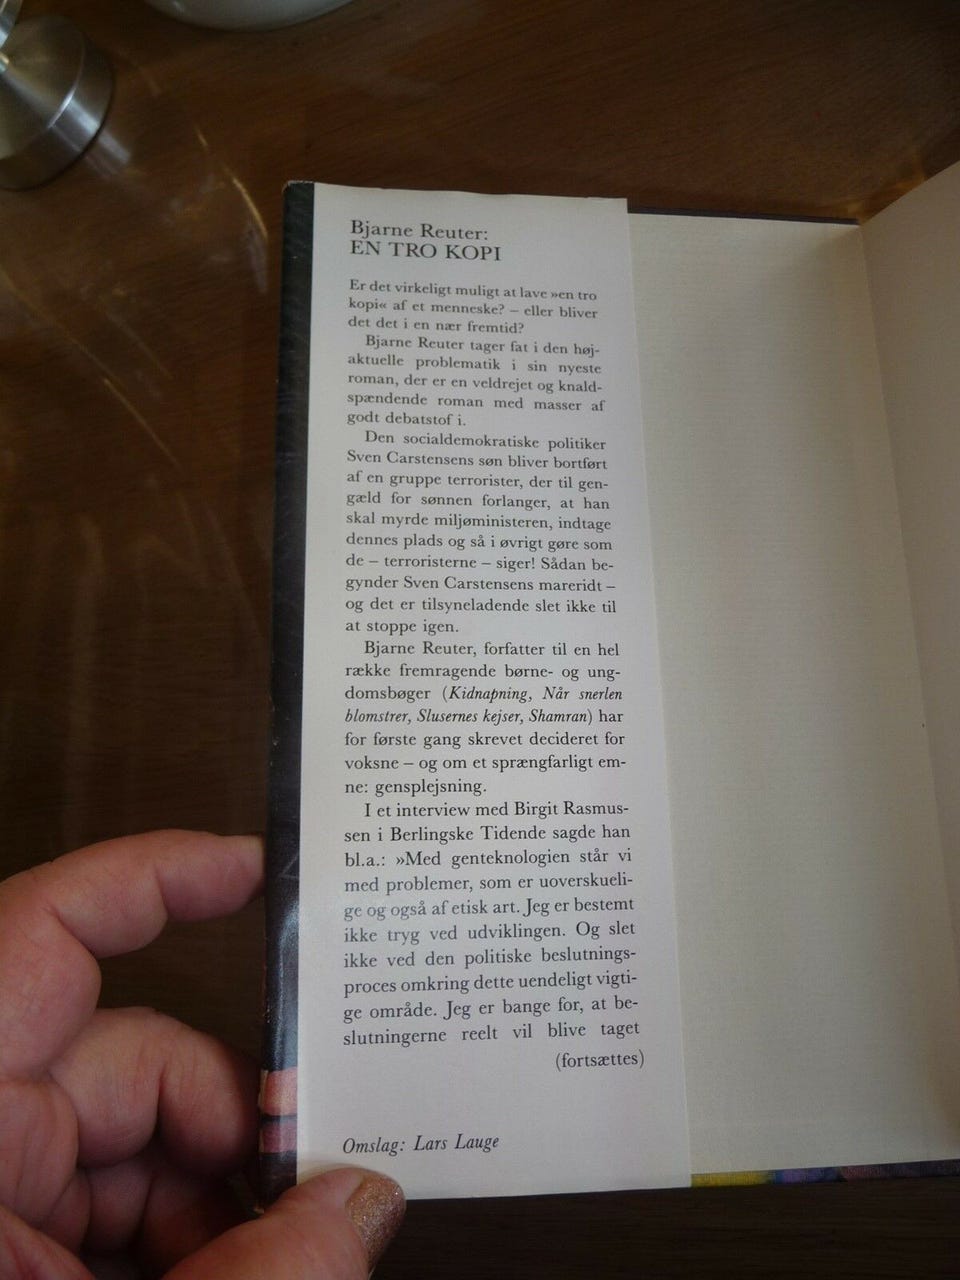 Bjarne Reuter:
EN TRO KOPI
Er det virkeligt muligt at lave »en tro
kopi« af et menneske? – eller bliver
det det i en nær fremtid?
Bjarne Reuter tager fat i den høj-
aktuelle problematik i sin nyeste
roman, der er en veldrejet og knald-
spændende roman med masser af
godt debatstof i.
Den socialdemokratiske politiker
Sven Carstensens søn bliver bortført
af en gruppe terrorister, der til gen-
gæld for sønnen forlanger, at han
skal myrde miljøministeren, indtage
dennes plads og så i øvrigt gøre som
de – terroristerne – siger! Sådan be-
gynder Sven Carstensens mareridt –
og det er tilsyneladende slet ikke til
at stoppe igen.
Bjarne Reuter, forfatter til en hel
række fremragende børne- og ung-
domsbøger (Kidnapning, Når snerlen
blomstrer, Slusernes kejser, Shamran) har
for første gang skrevet decideret for
voksne – og om et sprængfarligt em-
ne: gensplejsning.
I et interview med Birgit Rasmus-
sen i Berlingske Tidende sagde han
bl.a.: »Med genteknologien står vi
med problemer, som er uoverskueli-
ge og også af etisk art. Jeg er bestemt
ikke tryg ved udviklingen. Og slet
ikke ved den politiske beslutnings-
proces omkring dette uendeligt vigti-
ge område. Jeg er bange for, at be-
slutningerne reelt vil blive taget
(fortsættes)
Omslag: Lars Lauge